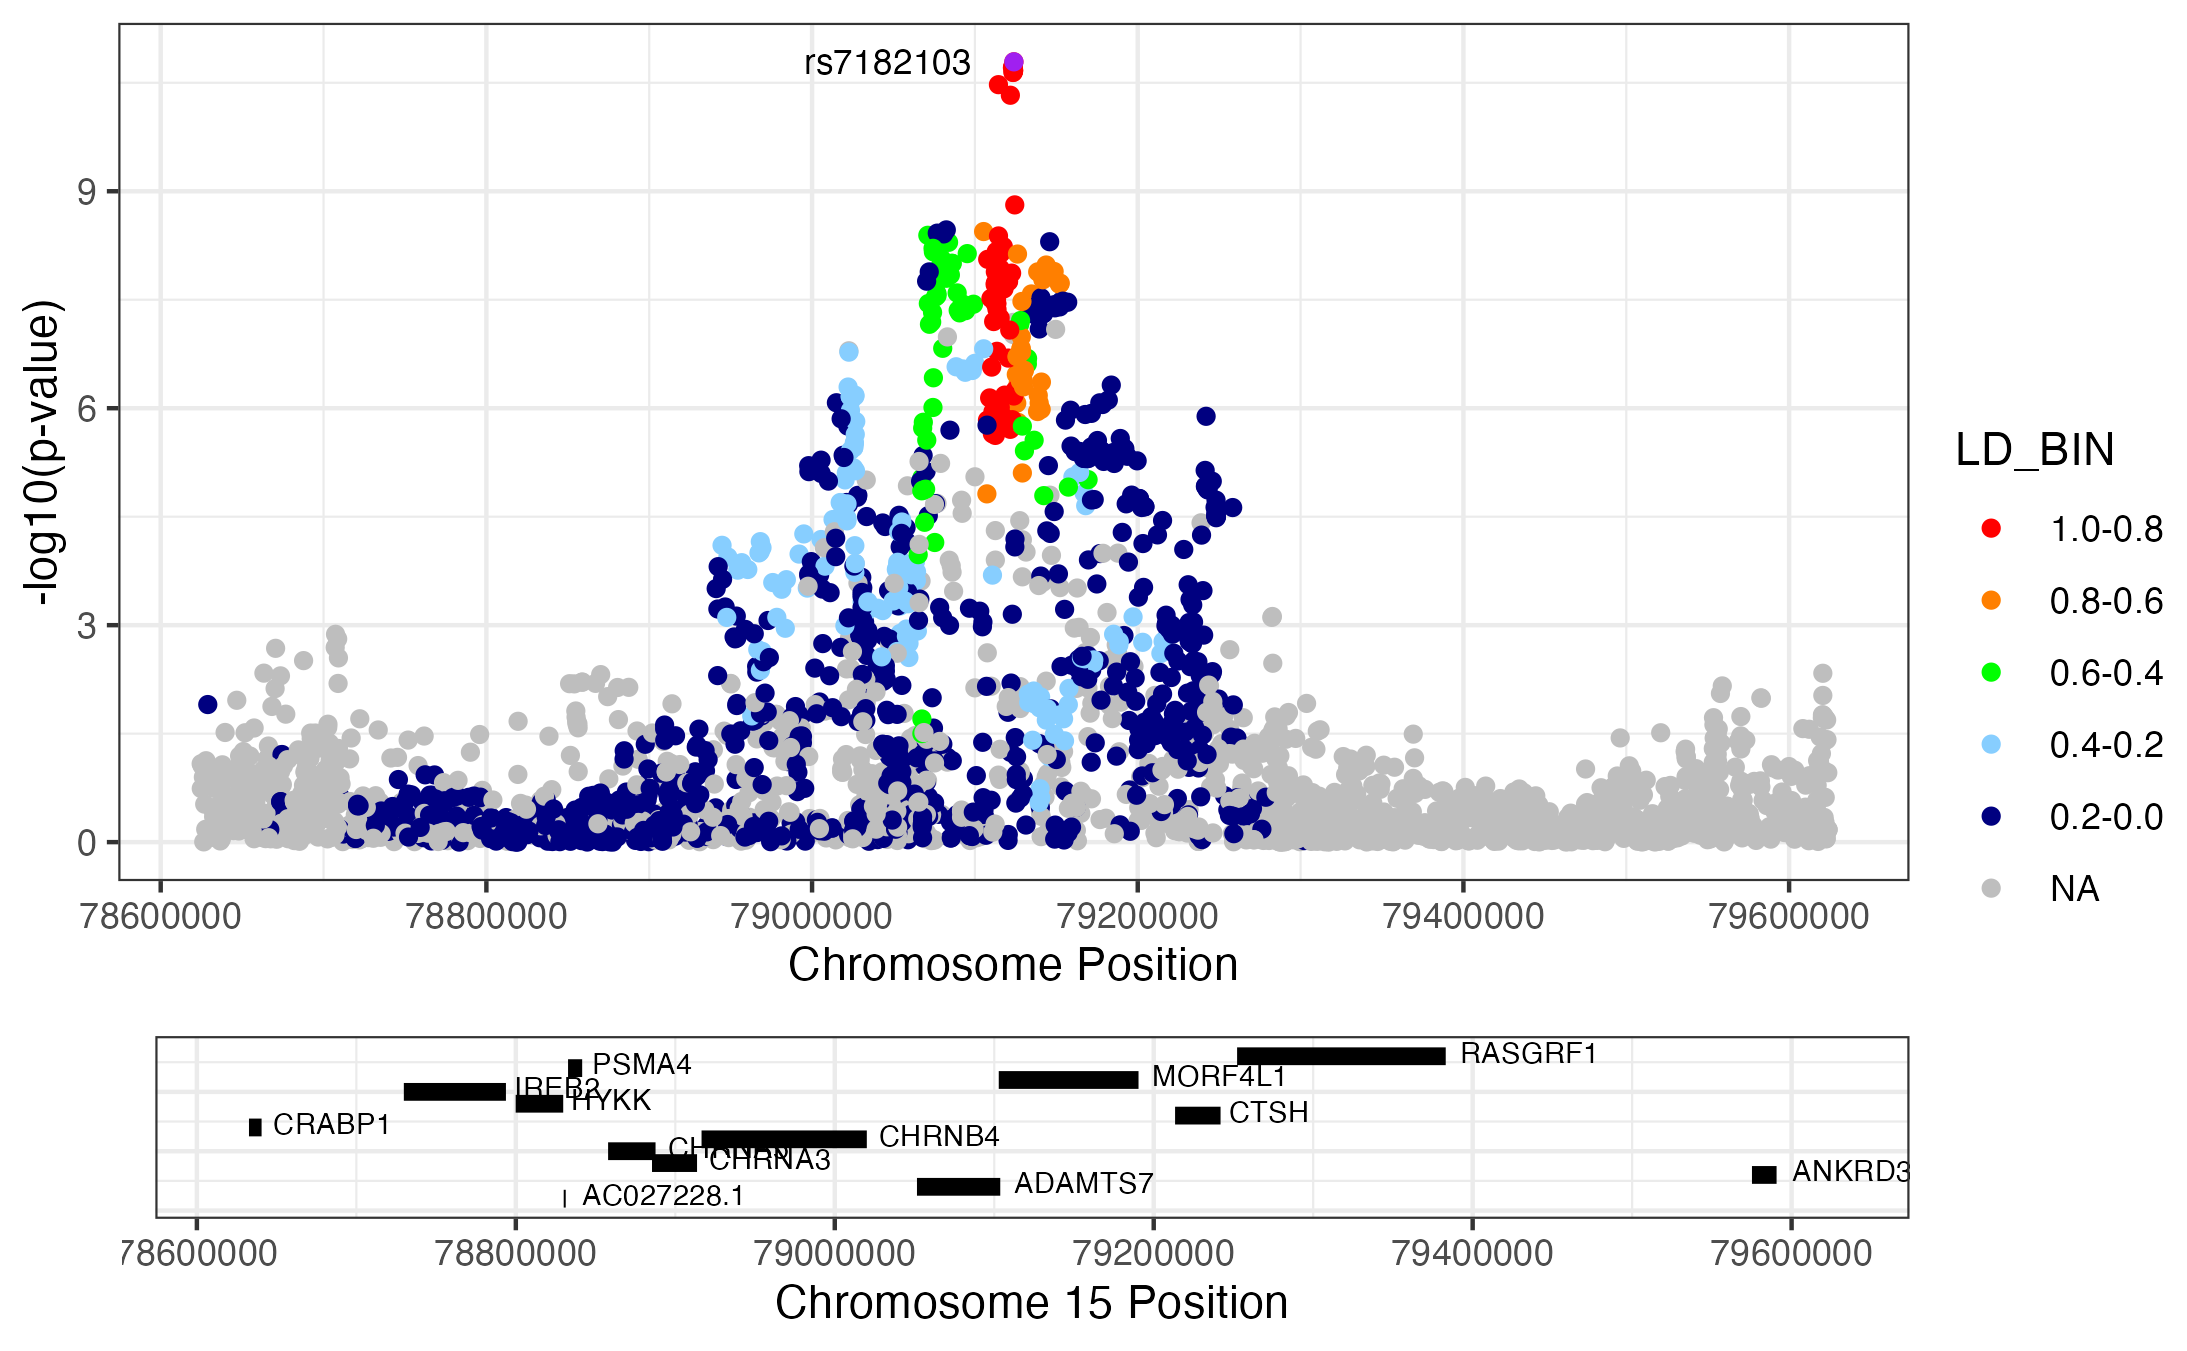 rs7182103
-log10(p-value)
9
6
3
0
78600000 78800000 79000000 79200000 79400000 79600000
Chromosome Position
LD_BIN
1.0-0.8
0.8-0.6
0.6-0.4
0.4-0.2
0.2-0.0
NA
RASGRF1
PSMA4
MORF4L1
IREB2
HYKK
CTSH
CRABP1
CHRNB4
CHRNA5
CHRNA3
ANKRD3
ADAMTS7
AC027228.1
78600000 78800000 79000000 79200000 79400000 79600000
Chromosome 15 Position